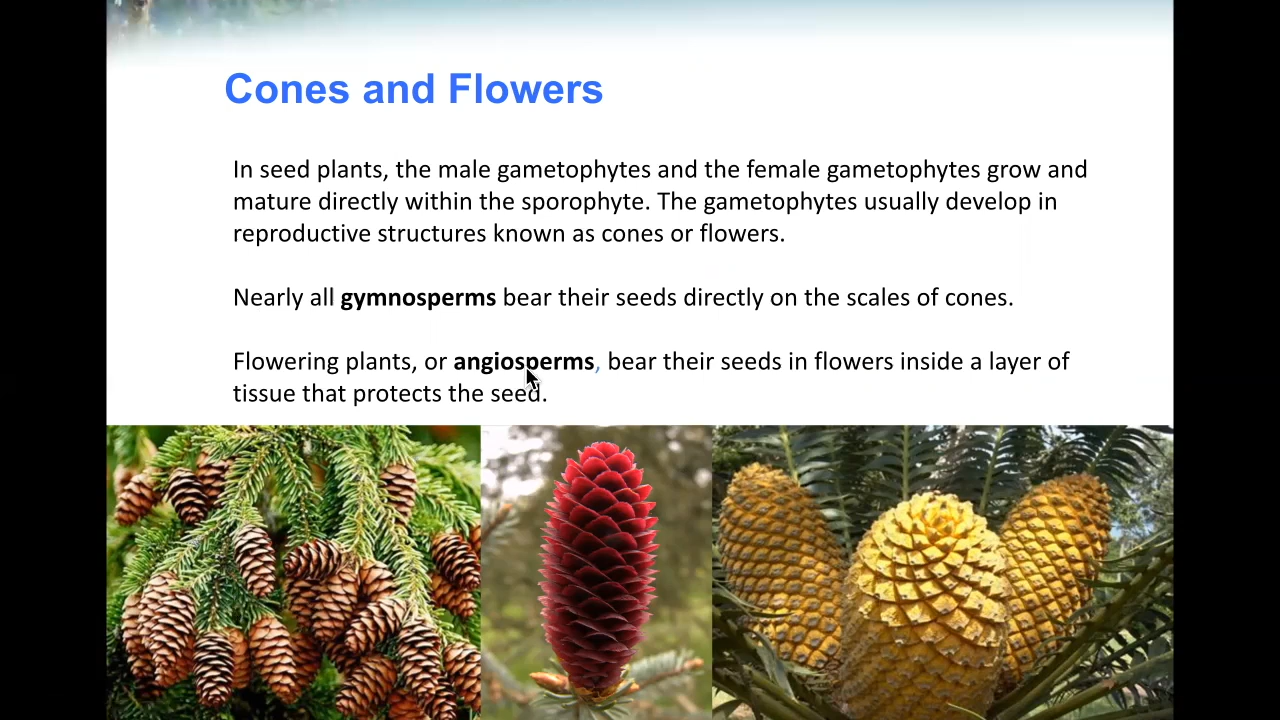 Cones and Flowers
In seed plants, the male gametophytes and the female gametophytes grow and
mature directly within the sporophyte. The gametophytes usually develop in
reproductive structures known as cones or flowers.
Nearly all gymnosperms bear their seeds directly on the scales of cones.
Flowering plants, or angiosperms, bear their seeds in flowers inside a layer of
tissue that protects the seed.